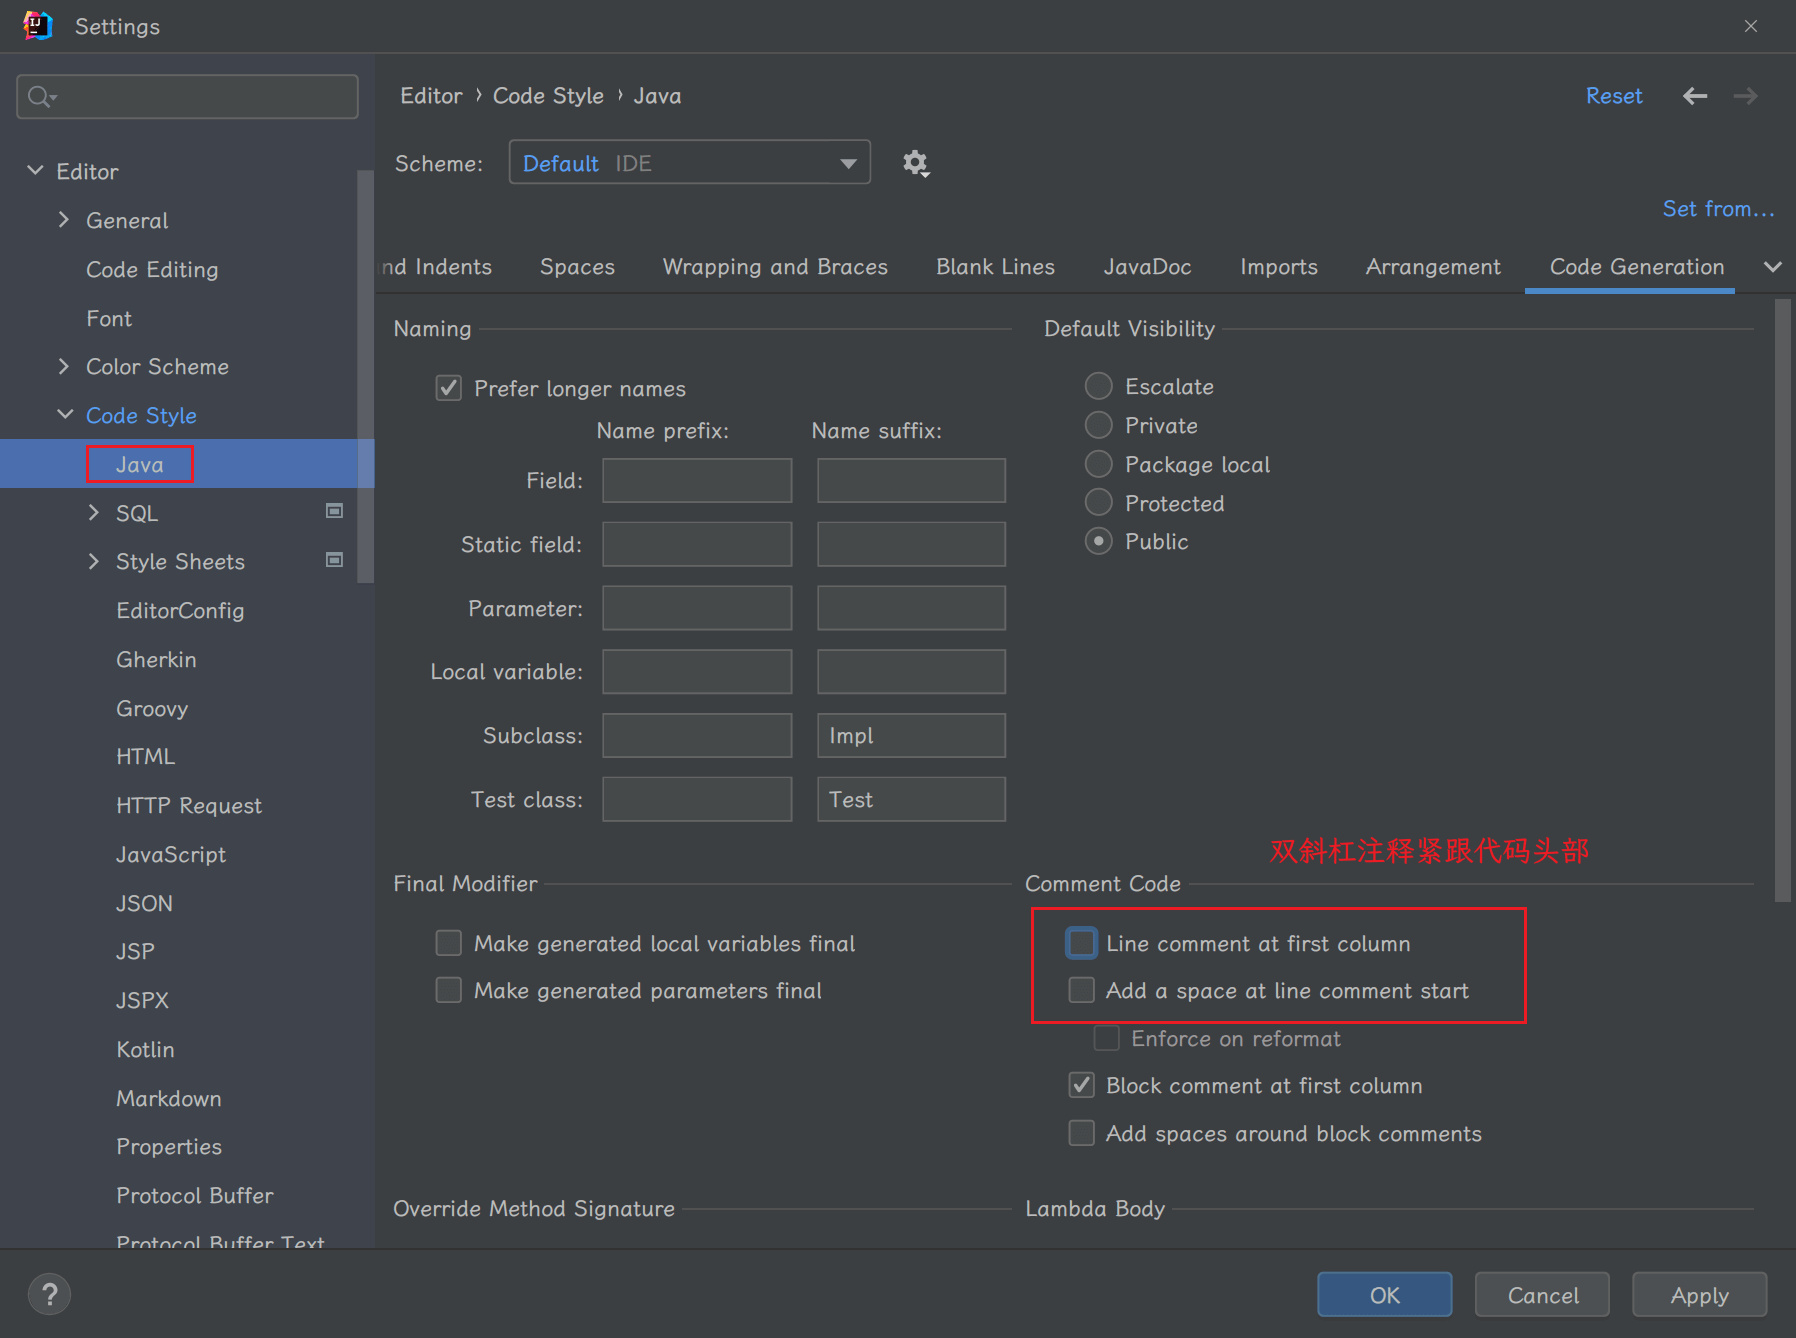 Settings
Editor › Code Style › Java
Reset
Scheme:
Default IDE
Set from...
Editor
General
Code Editing
Font
Color Scheme
Code Style
Java
SQL
Style Sheets
EditorConfig
Gherkin
Groovy
HTML
HTTP Request
JavaScript
JSON
JSP
JSPX
Kotlin
Markdown
Properties
Protocol Buffer
Protocol Buffer Text
nd Indents
Spaces
Wrapping and Braces
Blank Lines
JavaDoc
Imports
Arrangement
Code Generation
Naming
Prefer longer names
Name prefix:
Name suffix:
Field:
Static field:
Parameter:
Local variable:
Subclass:
Impl
Test class:
Test
Default Visibility
Escalate
Private
Package local
Protected
Public
Final Modifier
Make generated local variables final
Make generated parameters final
双斜杠注释紧跟代码头部
Comment Code
Line comment at first column
Add a space at line comment start
Enforce on reformat
Block comment at first column
Add spaces around block comments
Override Method Signature
Lambda Body
?
OK
Cancel
Apply